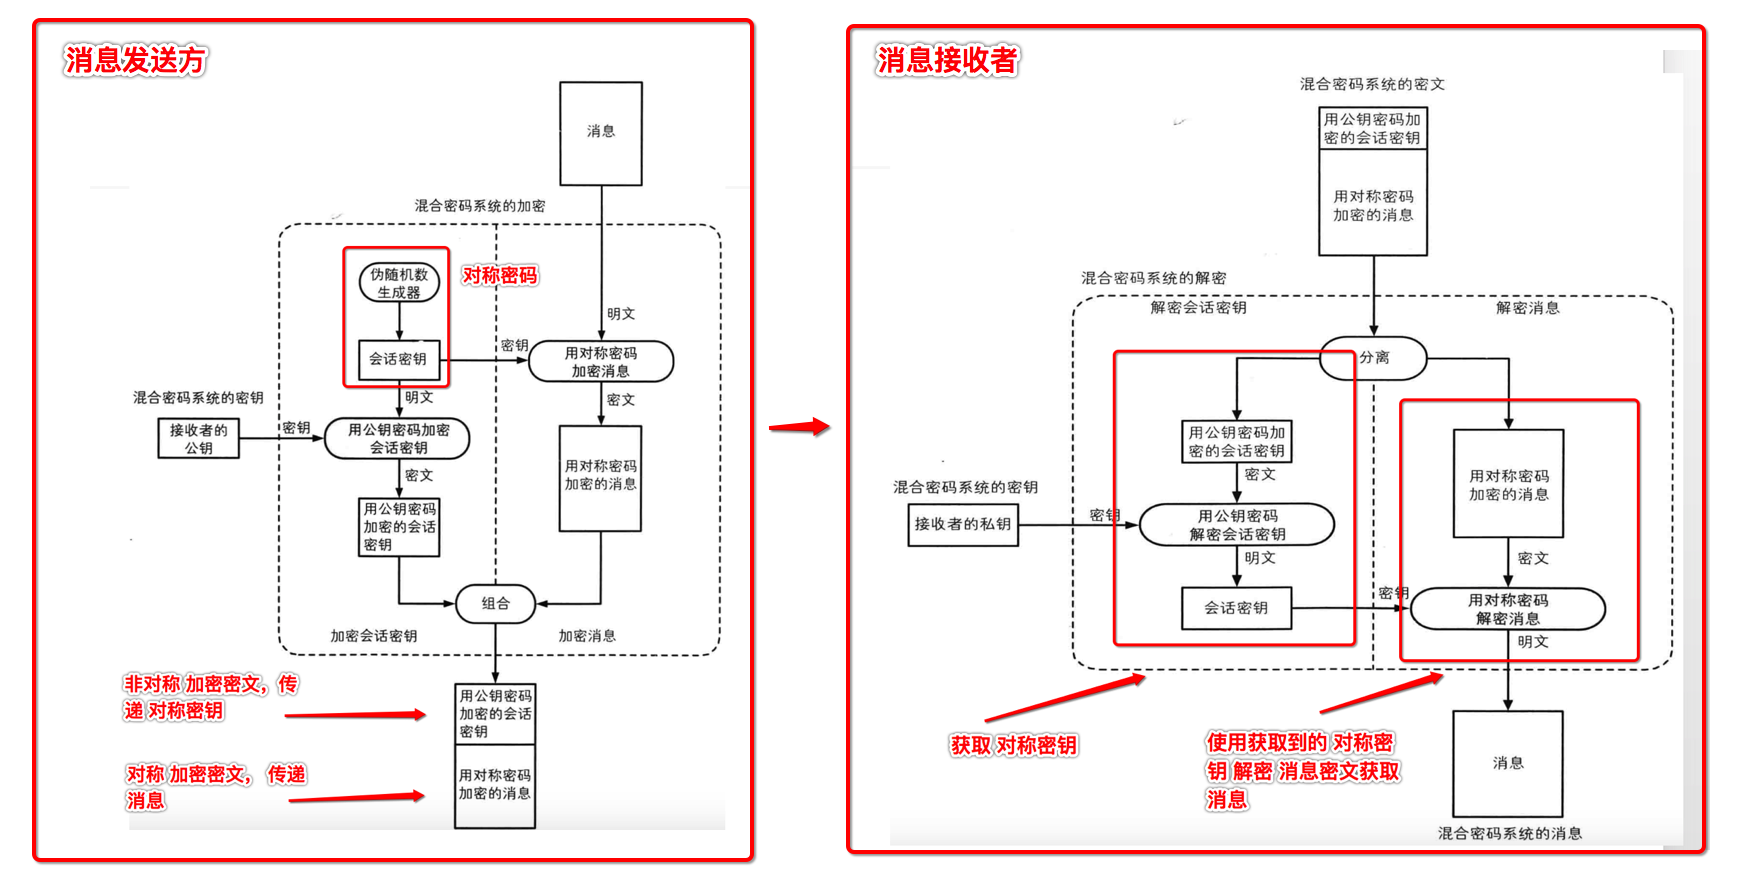 消息发送方
消息
混合密码系统的加密
伪随机数
生成器
对称密码
明文
会话密钥
密钥
用对称密码
加密消息
混合密码系统的密钥
明文
密文
接收者的
公钥
密钥
用公钥密码加密
会话密钥
密文
用对称密码
加密的消息
用公钥密码
加密的会话
密钥
组合
加密会话密钥
加密消息
非对称 加密密文，传
递 对称密钥
用公钥密码
加密的会话
密钥
对称 加密密文， 传递
消息
用对称密码
加密的消息
消息接收者
混合密码系统的密文
用公钥密码加
密的会话密钥
用对称密码
加密的消息
混合密码系统的解密
解密会话密钥
解密消息
分离
用公钥密码加
密的会话密钥
密文
用对称密码
加密的消息
混合密码系统的密钥
接收者的私钥
密钥
用公钥密码
解密会话密钥
明文
密文
会话密钥
密钥
用对称密码
解密消息
明文
获取 对称密钥
使用获取到的 对称密
钥 解密 消息密文获取
消息
消息
混合密码系统的消息